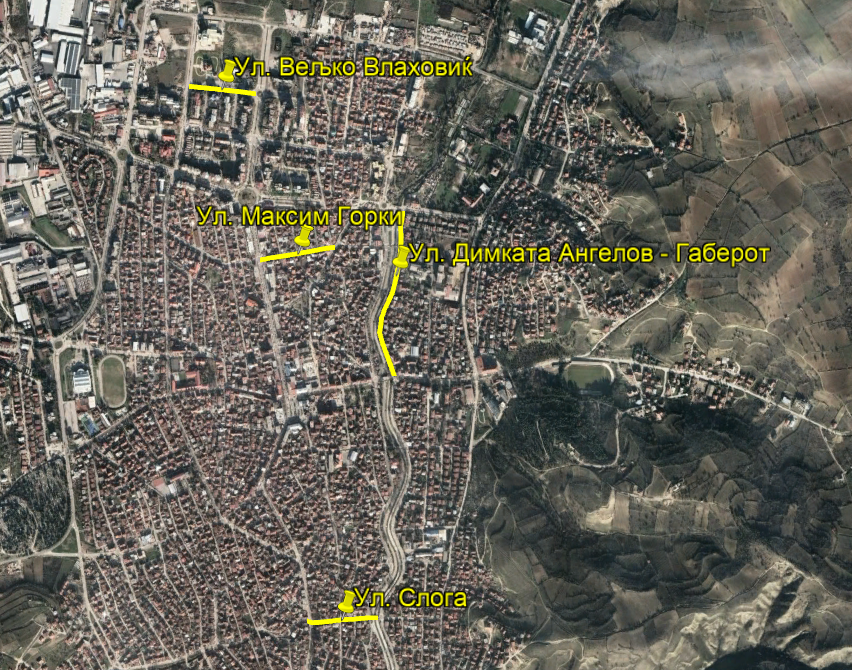 Ул. Вељко Влаховиќ
Ул. Максим Горки
Ул. Димката Ангелов - Габерот
Ул. Слога